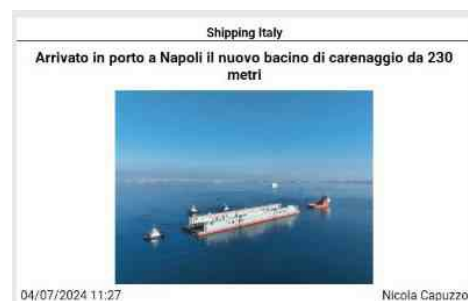 Shipping Italy
Arrivato in porto a Napoli il nuovo bacino di carenaggio da 230
metri
04/07/2024 11:27
Nicola Capuzzo